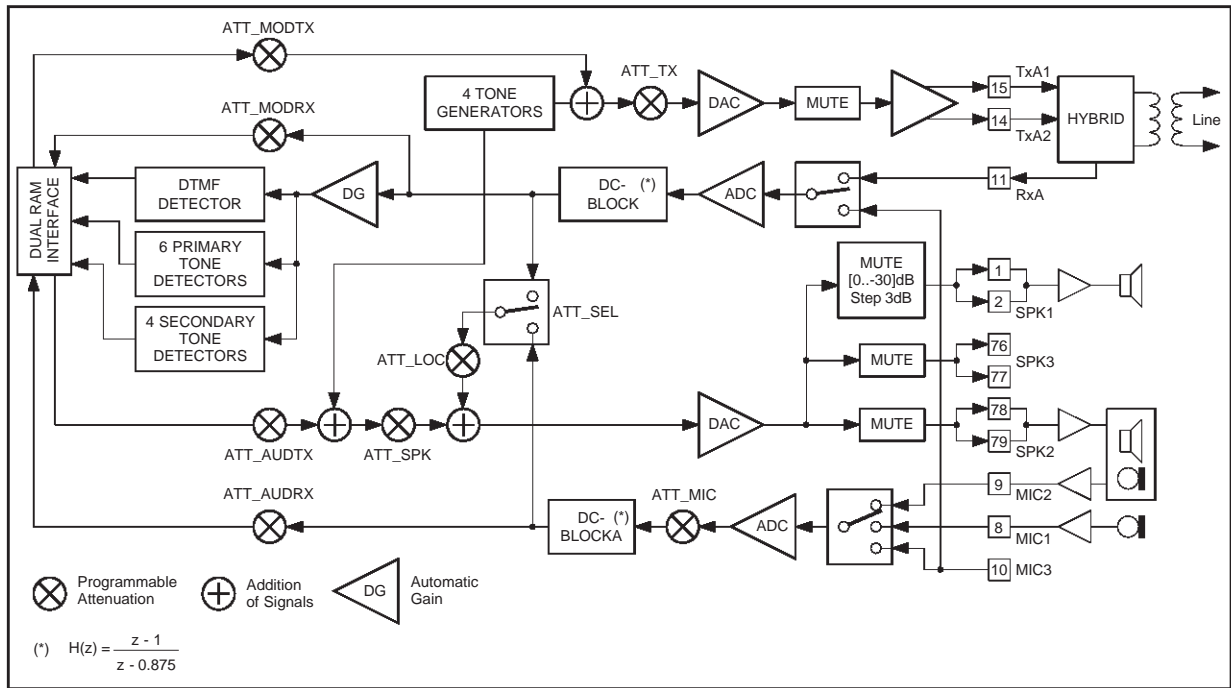 ATT_MODTX
ATT_TX
4 TONE
GENERATORS
DAC
MUTE
15
TxA1
14
TxA2
HYBRID
Line
ATT_MODRX
DUAL RAM
INTERFACE
DTMF
DETECTOR
DG
DC-
BLOCK
(*)
ADC
11
RxA
6 PRIMARY
TONE
DETECTORS
4 SECONDARY
TONE
DETECTORS
ATT_SEL
ATT_LOC
MUTE
[0..-30]dB
Step 3dB
1
2
SPK1
MUTE
76
SPK3
77
ATT_AUDTX
ATT_SPK
DAC
MUTE
78
79
SPK2
ATT_AUDRX
DC-
BLOCKA
(*)
ATT_MIC
ADC
9
MIC2
8
MIC1
10
MIC3
Programmable
Attenuation
Addition
of Signals
DG
Automatic
Gain
(*) H(z) = z - 1
z - 0.875